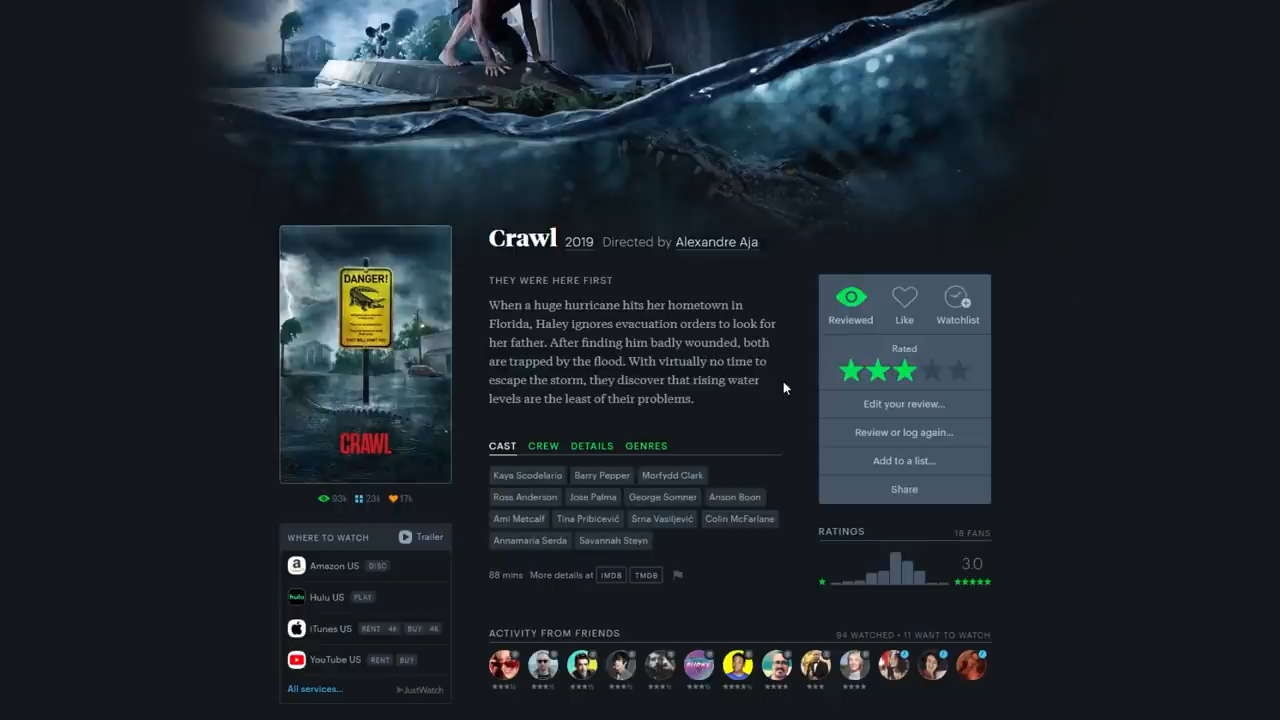 Crawl 2019 Directed by Alexandre Aja
THEY WERE HERE FIRST
When a huge hurricane hits her hometown in
Florida, Haley ignores evacuation orders to look for
her father. After finding him badly wounded, both
are trapped by the flood. With virtually no time to
escape the storm, they discover that rising water
levels are the least of their problems.
CAST CREW DETAILS GENRES
Kaya Scodelario Barry Pepper Morfydd Clark
Ross Anderson Jose Palma George Somner Anson Boon
Ami Metcalf Tina Pribićević Srna Vasiljević Colin McFarlane
Annamaria Serda Savannah Steyn
88 mins More details at IMDB TMDB
DANGER!
CRAWL
93k 23k 17k
WHERE TO WATCH Trailer
Amazon US DISC
hulu Hulu US PLAY
iTunes US RENT 4K BUY 4K
YouTube US RENT BUY
All services... JustWatch
Reviewed Like Watchlist
Rated
Edit your review...
Review or log again...
Add to a list...
Share
RATINGS 18 FANS
3.0
ACTIVITY FROM FRIENDS 94 WATCHED • 11 WANT TO WATCH